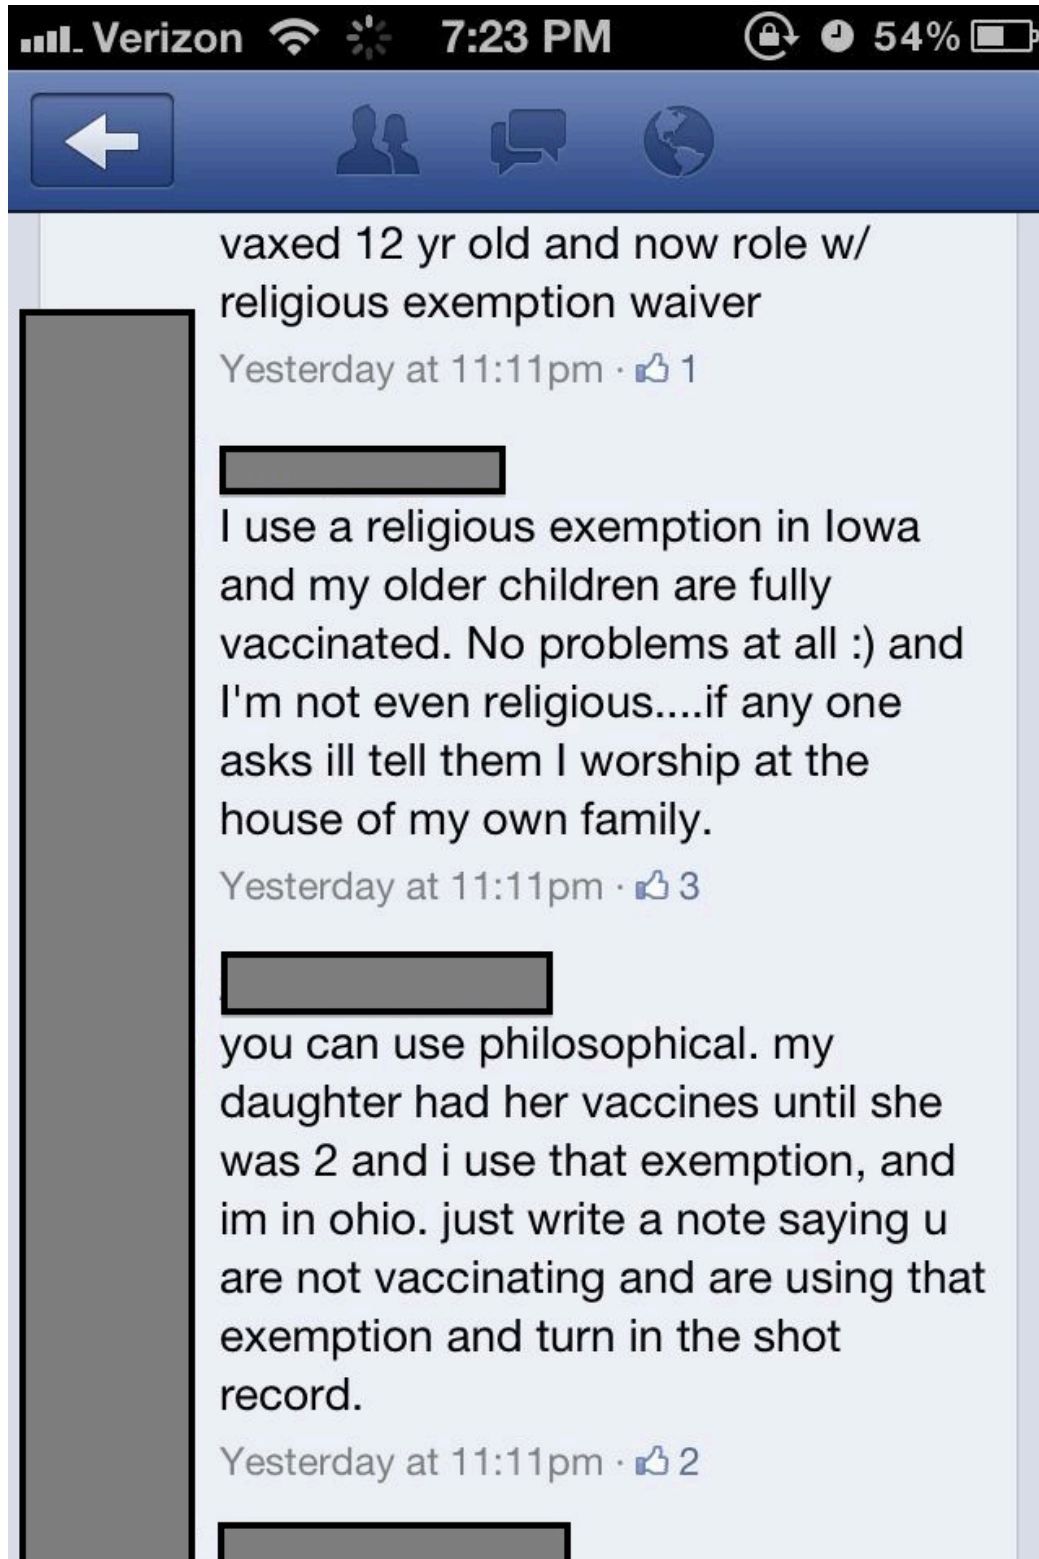 Verizon 7:23 PM 54%
vaxed 12 yr old and now role w/
religious exemption waiver
Yesterday at 11:11pm · 1
I use a religious exemption in Iowa
and my older children are fully
vaccinated. No problems at all :) and
I'm not even religious....if any one
asks ill tell them I worship at the
house of my own family.
Yesterday at 11:11pm · 3
you can use philosophical. my
daughter had her vaccines until she
was 2 and i use that exemption, and
im in ohio. just write a note saying u
are not vaccinating and are using that
exemption and turn in the shot
record.
Yesterday at 11:11pm · 2